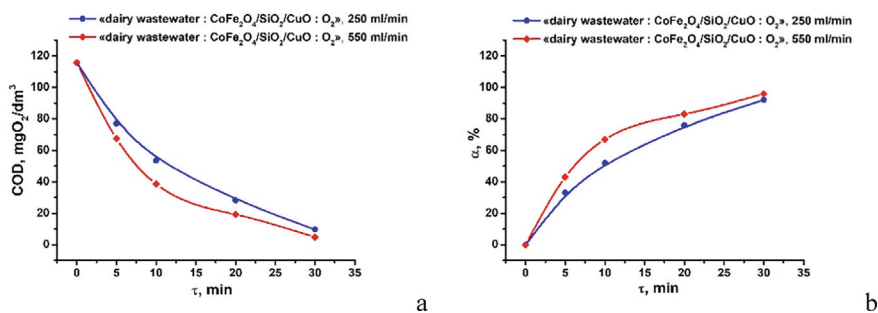 «dairy wastewater : CoFe₂O₄/SiO₂/CuO : O₂», 250 ml/min
«dairy wastewater : CoFe₂O₄/SiO₂/CuO : O₂», 550 ml/min
COD, mgO₂/dm³
120
100
80
60
40
20
0
0 5 10 15 20 25 30 35
τ, min
a
«dairy wastewater : CoFe₂O₄/SiO₂/CuO : O₂», 250 ml/min
«dairy wastewater : CoFe₂O₄/SiO₂/CuO : O₂», 550 ml/min
α, %
120
100
80
60
40
20
0
0 5 10 15 20 25 30 35
τ, min
b